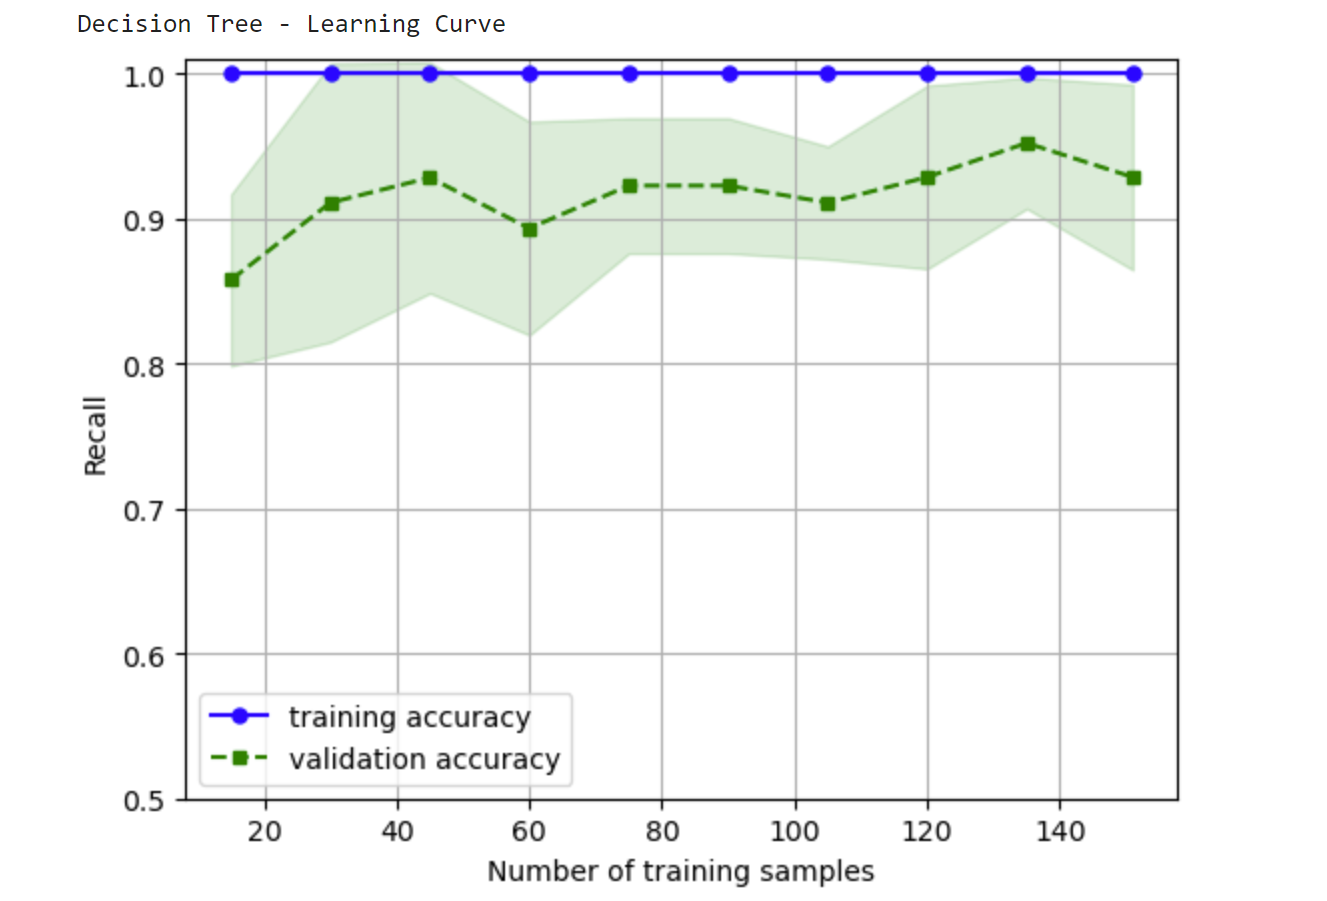 Decision Tree - Learning Curve
1.0
0.9
0.8
0.7
0.6
0.5
Recall
training accuracy
validation accuracy
20 40 60 80 100 120 140
Number of training samples